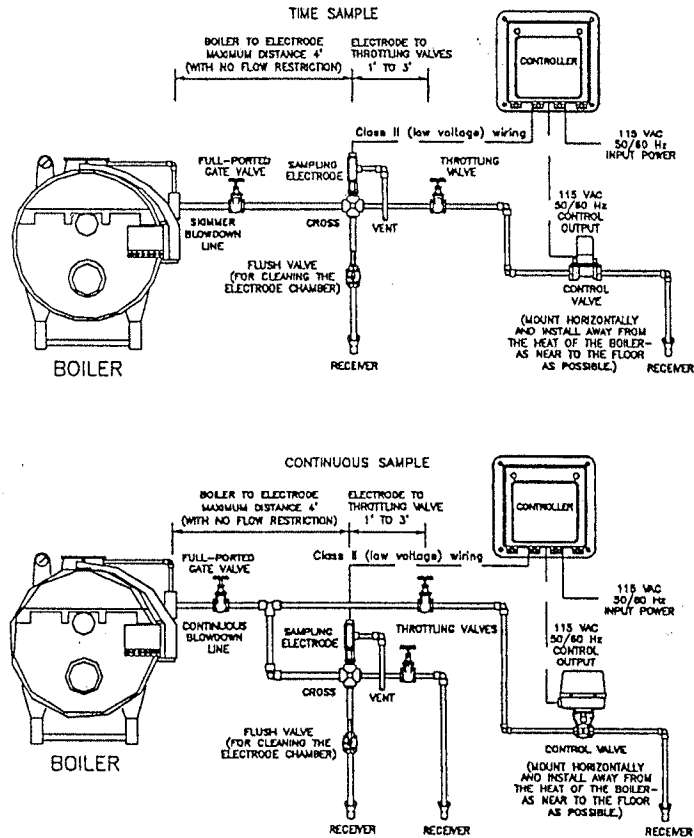 TIME SAMPLE
BOILER TO ELECTRODE
MAXIMUM DISTANCE 4'
(WITH NO FLOW RESTRICTION)
ELECTRODE TO
THROTTLING VALVES
1' TO 3'
CONTROLLER
Class II (low voltage) wiring
115 VAC
50/60 Hz
INPUT POWER
FULL-PORTED
GATE VALVE
SAMPLING
ELECTRODE
THROTTLING
VALVE
115 VAC
50/60 Hz
CONTROL
OUTPUT
SKIMMER
BLOWDOWN
LINE
CROSS
VENT
FLUSH VALVE
(FOR CLEANING THE
ELECTRODE CHAMBER)
CONTROL
VALVE
(MOUNT HORIZONTALLY
AND INSTALL AWAY FROM
THE HEAT OF THE BOILER-
AS NEAR TO THE FLOOR
AS POSSIBLE.)
BOILER
RECEIVER
RECEIVER
CONTINUOUS SAMPLE
BOILER TO ELECTRODE
MAXIMUM DISTANCE 4'
(WITH NO FLOW RESTRICTION)
ELECTRODE TO
THROTTLING VALVE
1' TO 3'
CONTROLLER
Class II (low voltage) wiring
FULL-PORTED
GATE VALVE
115 VAC
50/60 Hz
INPUT POWER
CONTINUOUS
BLOWDOWN
LINE
SAMPLING
ELECTRODE
THROTTLING VALVES
115 VAC
50/60 Hz
CONTROL
OUTPUT
CROSS
VENT
FLUSH VALVE
(FOR CLEANING THE
ELECTRODE CHAMBER)
CONTROL VALVE
(MOUNT HORIZONTALLY
AND INSTALL AWAY FROM
THE HEAT OF THE BOILER-
AS NEAR TO THE FLOOR
AS POSSIBLE.)
BOILER
RECEIVER
RECEIVER
RECEIVER